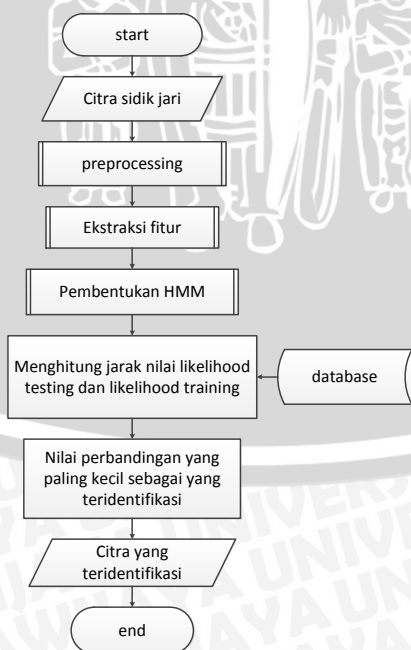 start
Citra sidik jari
preprocessing
Ekstraksi fitur
Pembentukan HMM
Menghitung jarak nilai likelihood
testing dan likelihood training
database
Nilai perbandingan yang
paling kecil sebagai yang
teridentifikasi
Citra yang
teridentifikasi
end